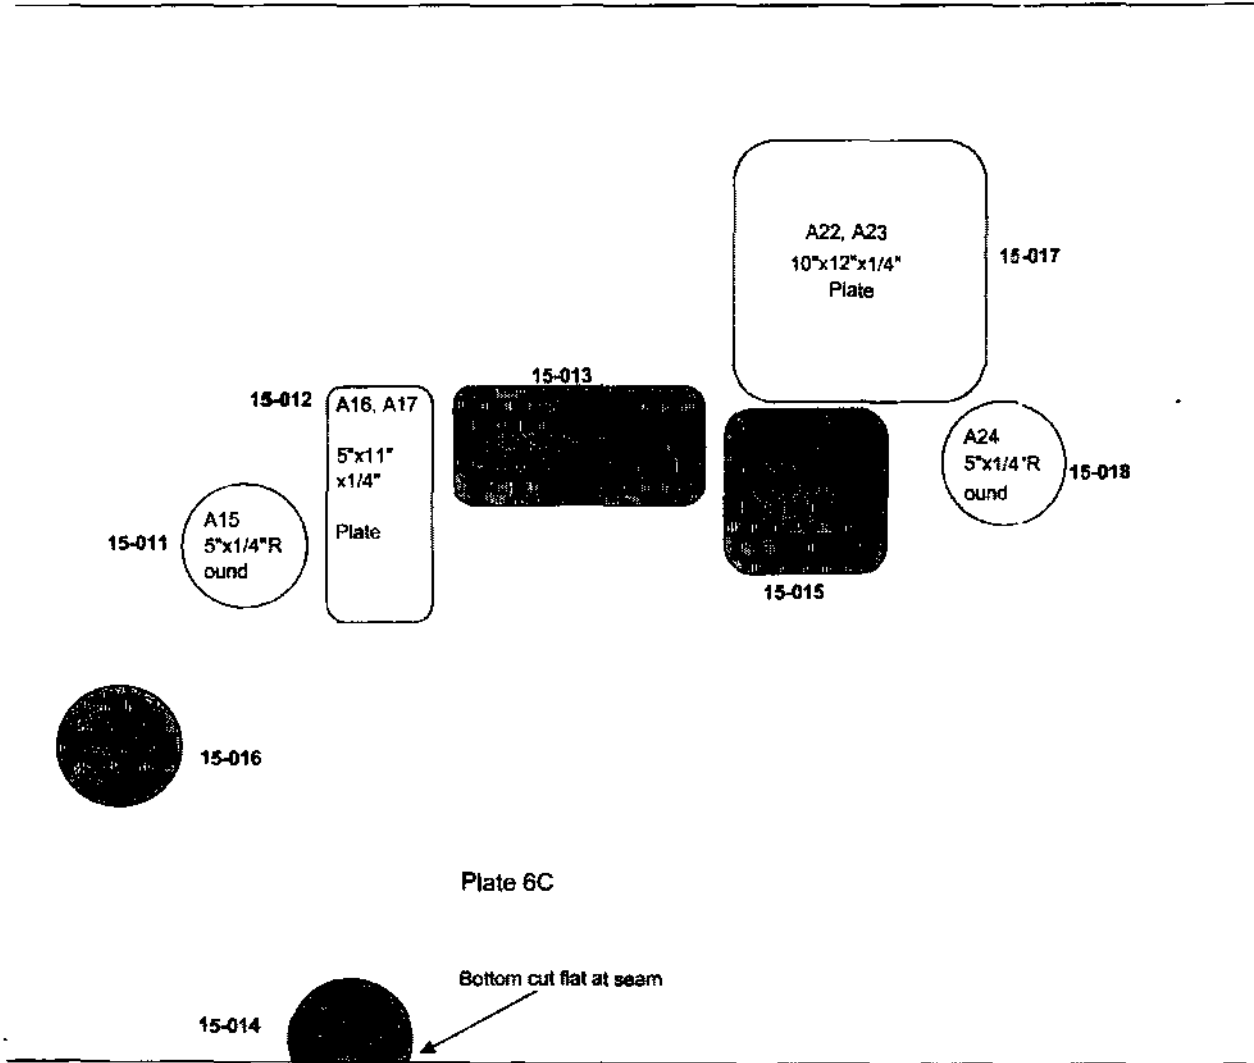 A22, A23
10"x12"x1/4"
Plate
15-017
15-013
15-012
A16, A17
5"x11"
x1/4"
Plate
A24
5"x1/4"R
ound
15-018
A15
5"x1/4"R
ound
15-011
15-015
15-016
Plate 6C
Bottom cut flat at seam
15-014